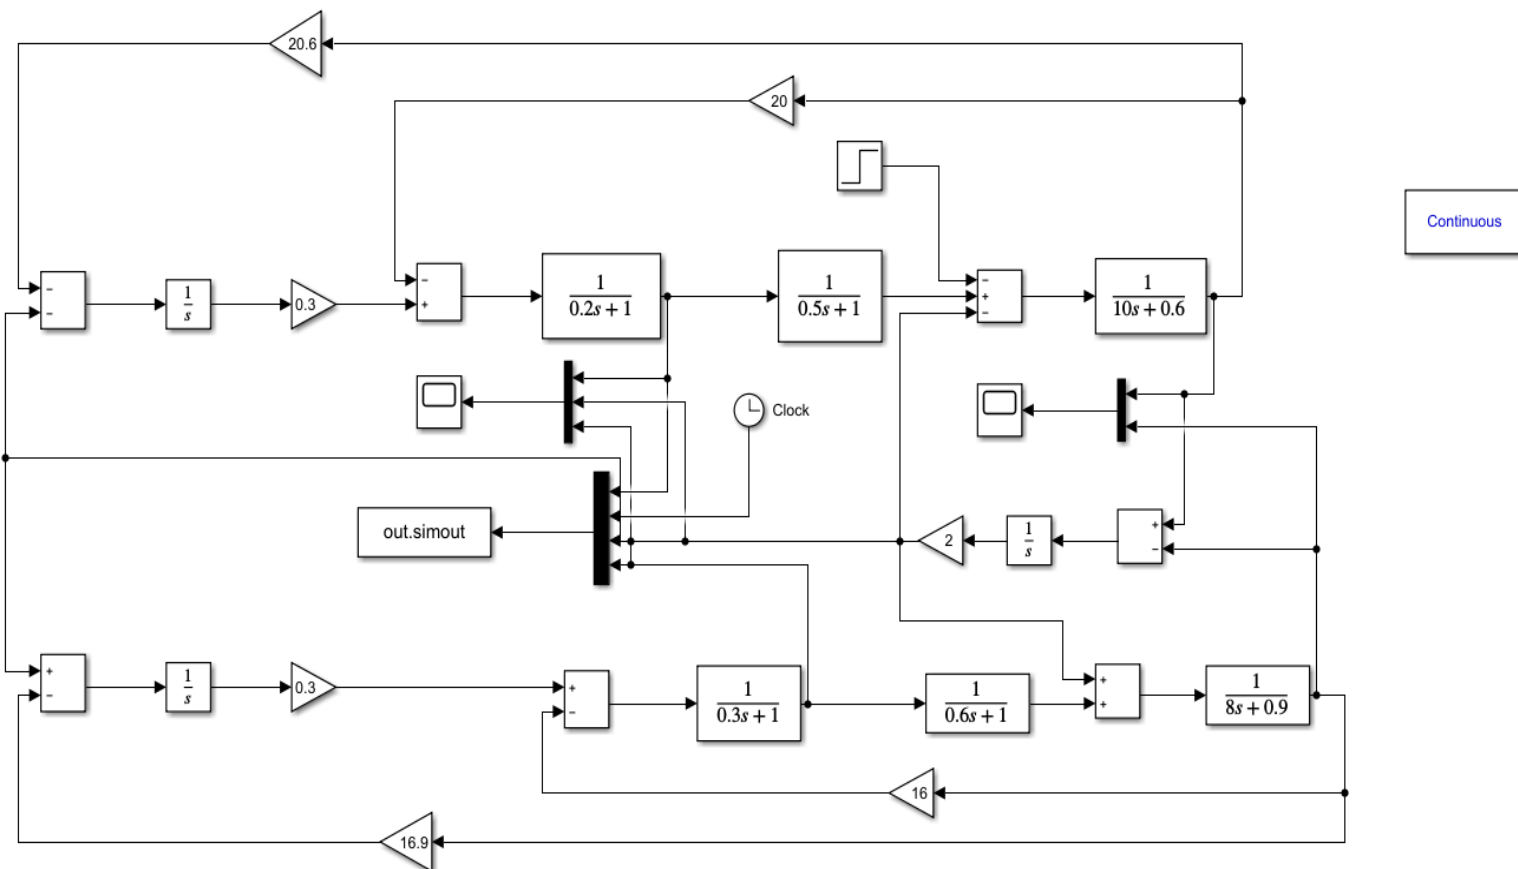 20.6
20
Continuous
-
-
1
s
0.3
-
+
1
0.2s + 1
1
0.5s + 1
-
+
-
1
10s + 0.6
Clock
out.simout
2
1
s
+
-
+
-
1
s
0.3
+
-
1
0.3s + 1
1
0.6s + 1
+
+
1
8s + 0.9
16
16.9